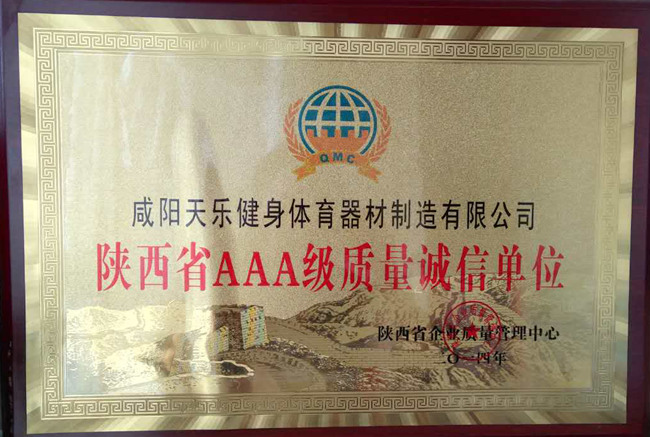 QMC
咸阳天乐健身体育器材制造有限公司
陕西省AAA级质量诚信单位
陕西省企业质量管理中心
〇一四年